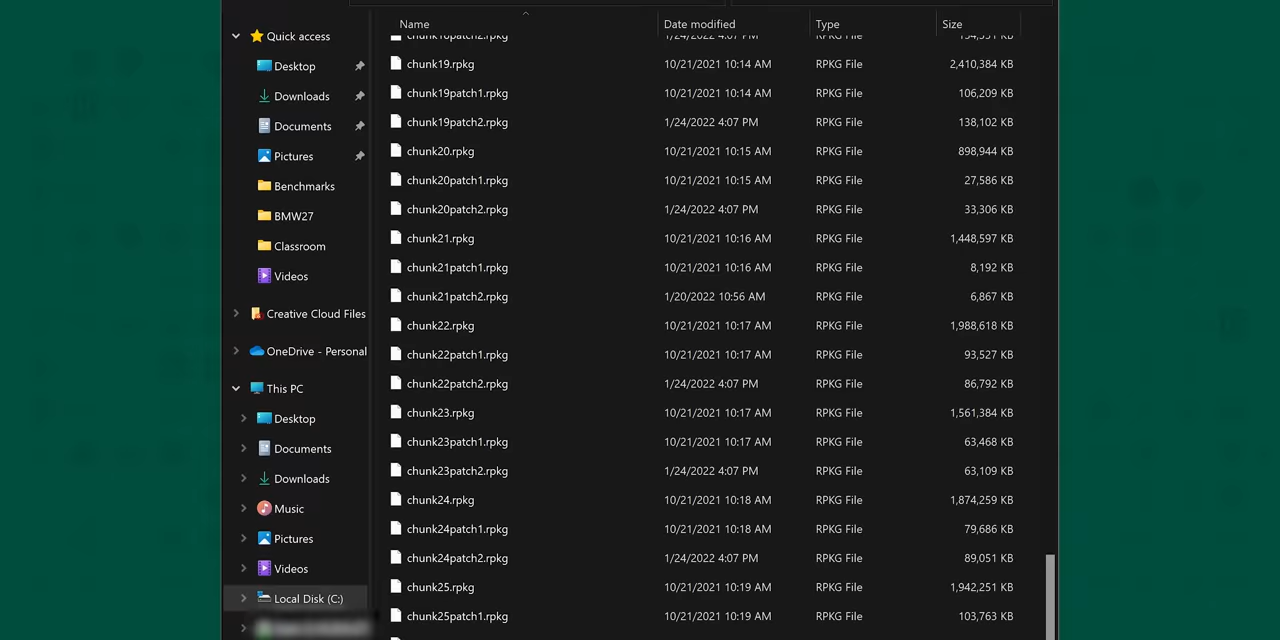 Name Date modified Type Size
Quick access
Desktop
Downloads
Documents
Pictures
Benchmarks
BMW27
Classroom
Videos
Creative Cloud Files
OneDrive - Personal
This PC
Desktop
Documents
Downloads
Music
Pictures
Videos
Local Disk (C:)
chunk18patch2.rpkg 1/24/2022 4:07 PM RPKG File
chunk19.rpkg 10/21/2021 10:14 AM RPKG File 2,410,384 KB
chunk19patch1.rpkg 10/21/2021 10:14 AM RPKG File 106,209 KB
chunk19patch2.rpkg 1/24/2022 4:07 PM RPKG File 138,102 KB
chunk20.rpkg 10/21/2021 10:15 AM RPKG File 898,944 KB
chunk20patch1.rpkg 10/21/2021 10:15 AM RPKG File 27,586 KB
chunk20patch2.rpkg 1/24/2022 4:07 PM RPKG File 33,306 KB
chunk21.rpkg 10/21/2021 10:16 AM RPKG File 1,448,597 KB
chunk21patch1.rpkg 10/21/2021 10:16 AM RPKG File 8,192 KB
chunk21patch2.rpkg 1/20/2022 10:56 AM RPKG File 6,867 KB
chunk22.rpkg 10/21/2021 10:17 AM RPKG File 1,988,618 KB
chunk22patch1.rpkg 10/21/2021 10:17 AM RPKG File 93,527 KB
chunk22patch2.rpkg 1/24/2022 4:07 PM RPKG File 86,792 KB
chunk23.rpkg 10/21/2021 10:17 AM RPKG File 1,561,384 KB
chunk23patch1.rpkg 10/21/2021 10:17 AM RPKG File 63,468 KB
chunk23patch2.rpkg 1/24/2022 4:07 PM RPKG File 63,109 KB
chunk24.rpkg 10/21/2021 10:18 AM RPKG File 1,874,259 KB
chunk24patch1.rpkg 10/21/2021 10:18 AM RPKG File 79,686 KB
chunk24patch2.rpkg 1/24/2022 4:07 PM RPKG File 89,051 KB
chunk25.rpkg 10/21/2021 10:19 AM RPKG File 1,942,251 KB
chunk25patch1.rpkg 10/21/2021 10:19 AM RPKG File 103,763 KB